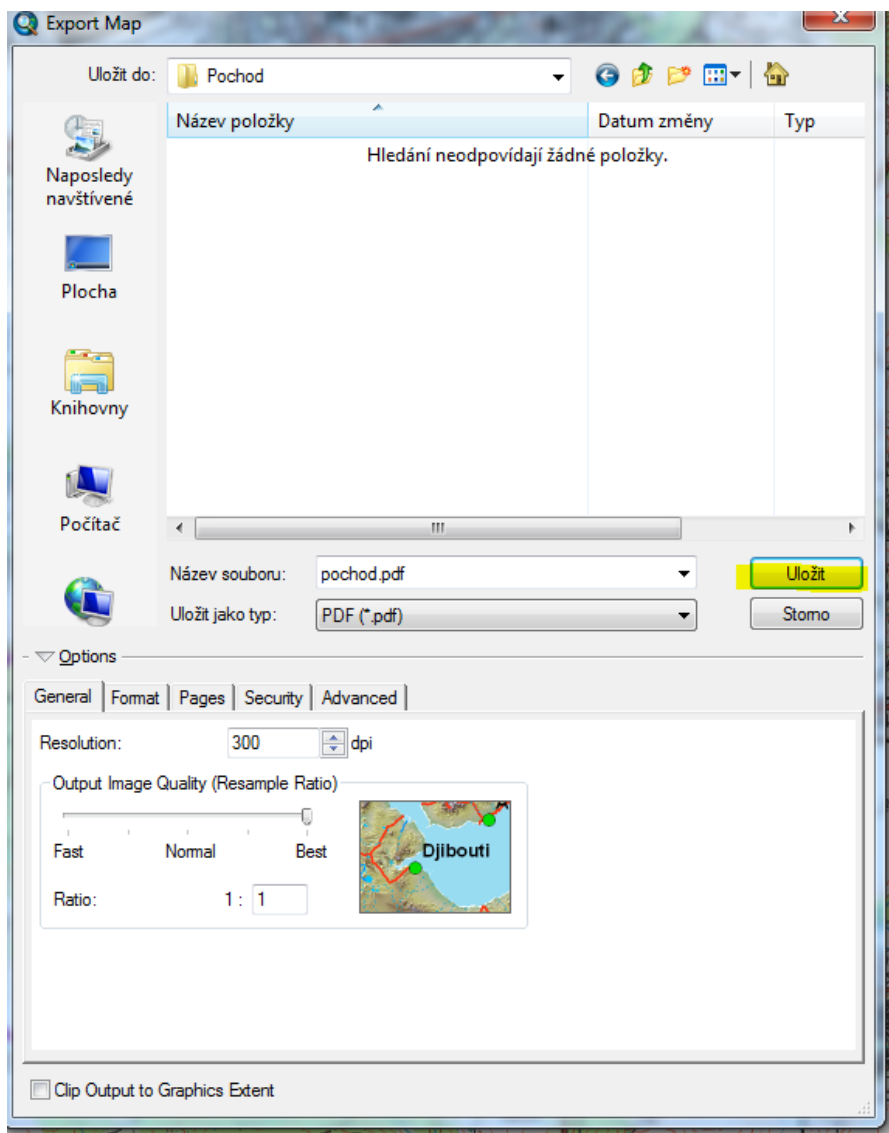 Export Map
Uložit do: Pochod
Název položky Datum změny Typ
Hledání neodpovídají žádné položky.
Naposledy
navštívené
Plocha
Knihovny
Počítač
Název souboru: pochod.pdf Uložit
Uložit jako typ: PDF (*.pdf) Storno
Options
General Format Pages Security Advanced
Resolution: 300 dpi
Output Image Quality (Resample Ratio)
Fast Normal Best
Ratio: 1 : 1
Djibouti
Clip Output to Graphics Extent